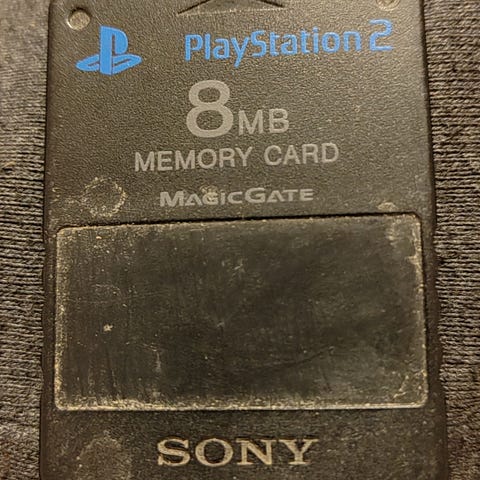 PlayStation 2
8MB
MEMORY CARD
MAGICGATE
SONY